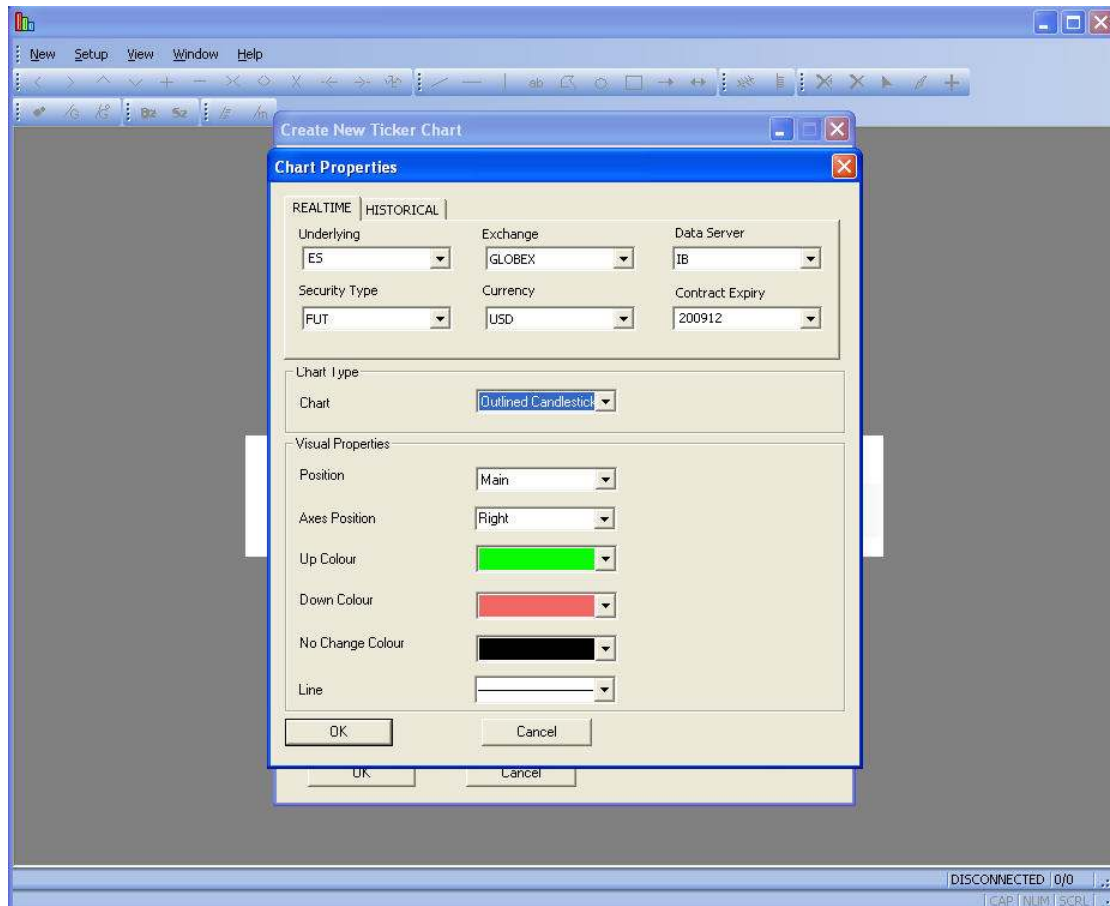 New Setup View Window Help
ab
B2 S2
Create New Ticker Chart
Chart Properties
REALTIME HISTORICAL
Underlying Exchange Data Server
ES GLOBEX IB
Security Type Currency Contract Expiry
FUT USD 200912
Chart Type
Chart Outlined Candlestick
Visual Properties
Position Main
Axes Position Right
Up Colour
Down Colour
No Change Colour
Line
OK Cancel
OK Cancel
DISCONNECTED 0/0
CAP NUM SCRL